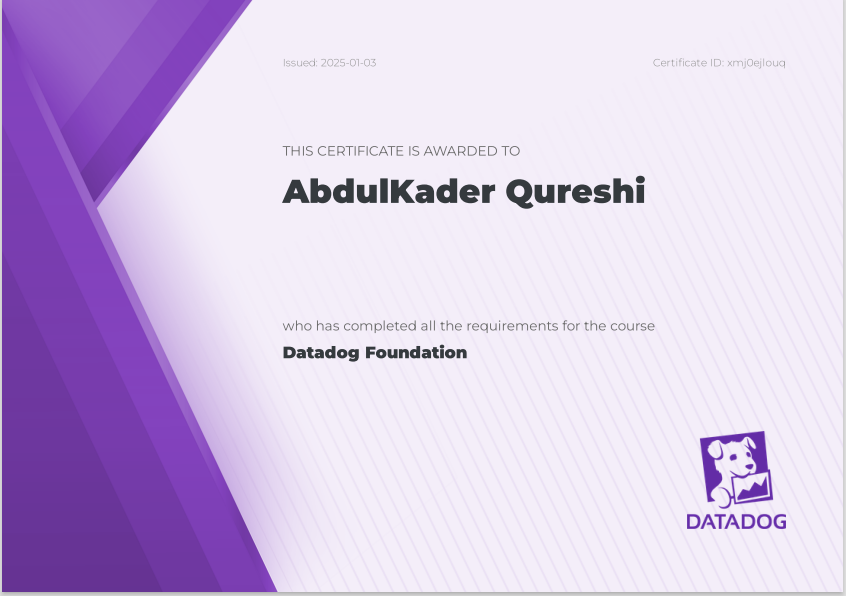 Issued: 2025-01-03
Certificate ID: xmj0ejlouq
THIS CERTIFICATE IS AWARDED TO
AbdulKader Qureshi
who has completed all the requirements for the course
Datadog Foundation
DATADOG